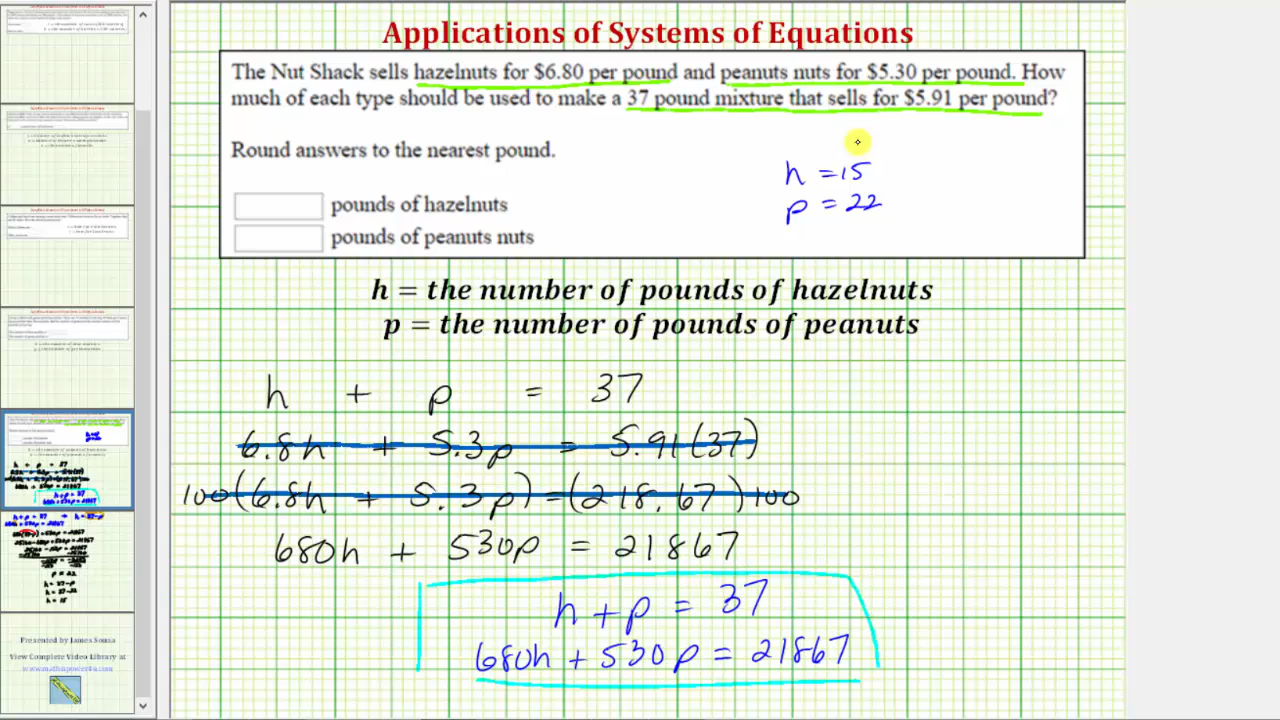 Applications of Systems of Equations
The Nut Shack sells hazelnuts for $6.80 per pound and peanuts nuts for $5.30 per pound. How
much of each type should be used to make a 37 pound mixture that sells for $5.91 per pound?
Round answers to the nearest pound.
h = 15
p = 22
pounds of hazelnuts
pounds of peanuts nuts
h = the number of pounds of hazelnuts
p = the number of pounds of peanuts
h + p = 37
6.8h + 5.3p = 5.91(37)
100(6.8h + 5.3p) = (218.67)100
680h + 530p = 21867
h + p = 37
680h + 530p = 21867
Presented by James Sousa
View Complete Video Library at